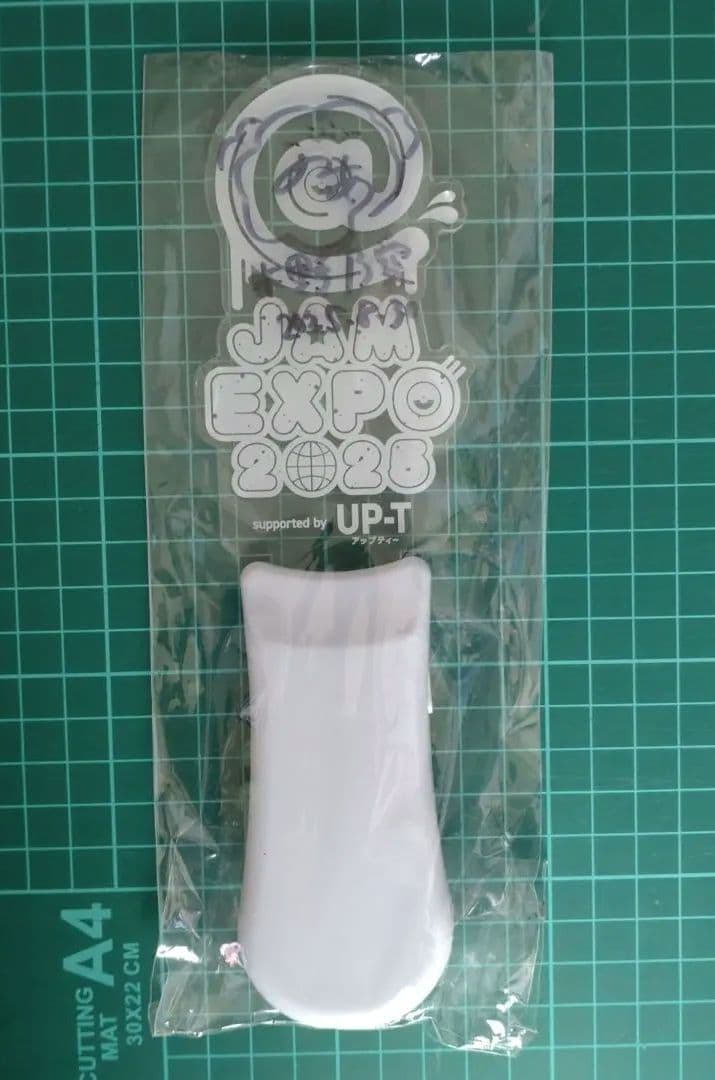 JAM
EXPO
2025
supported by UP-T
アップティー
CUTTING
MAT
A4
30X22 CM